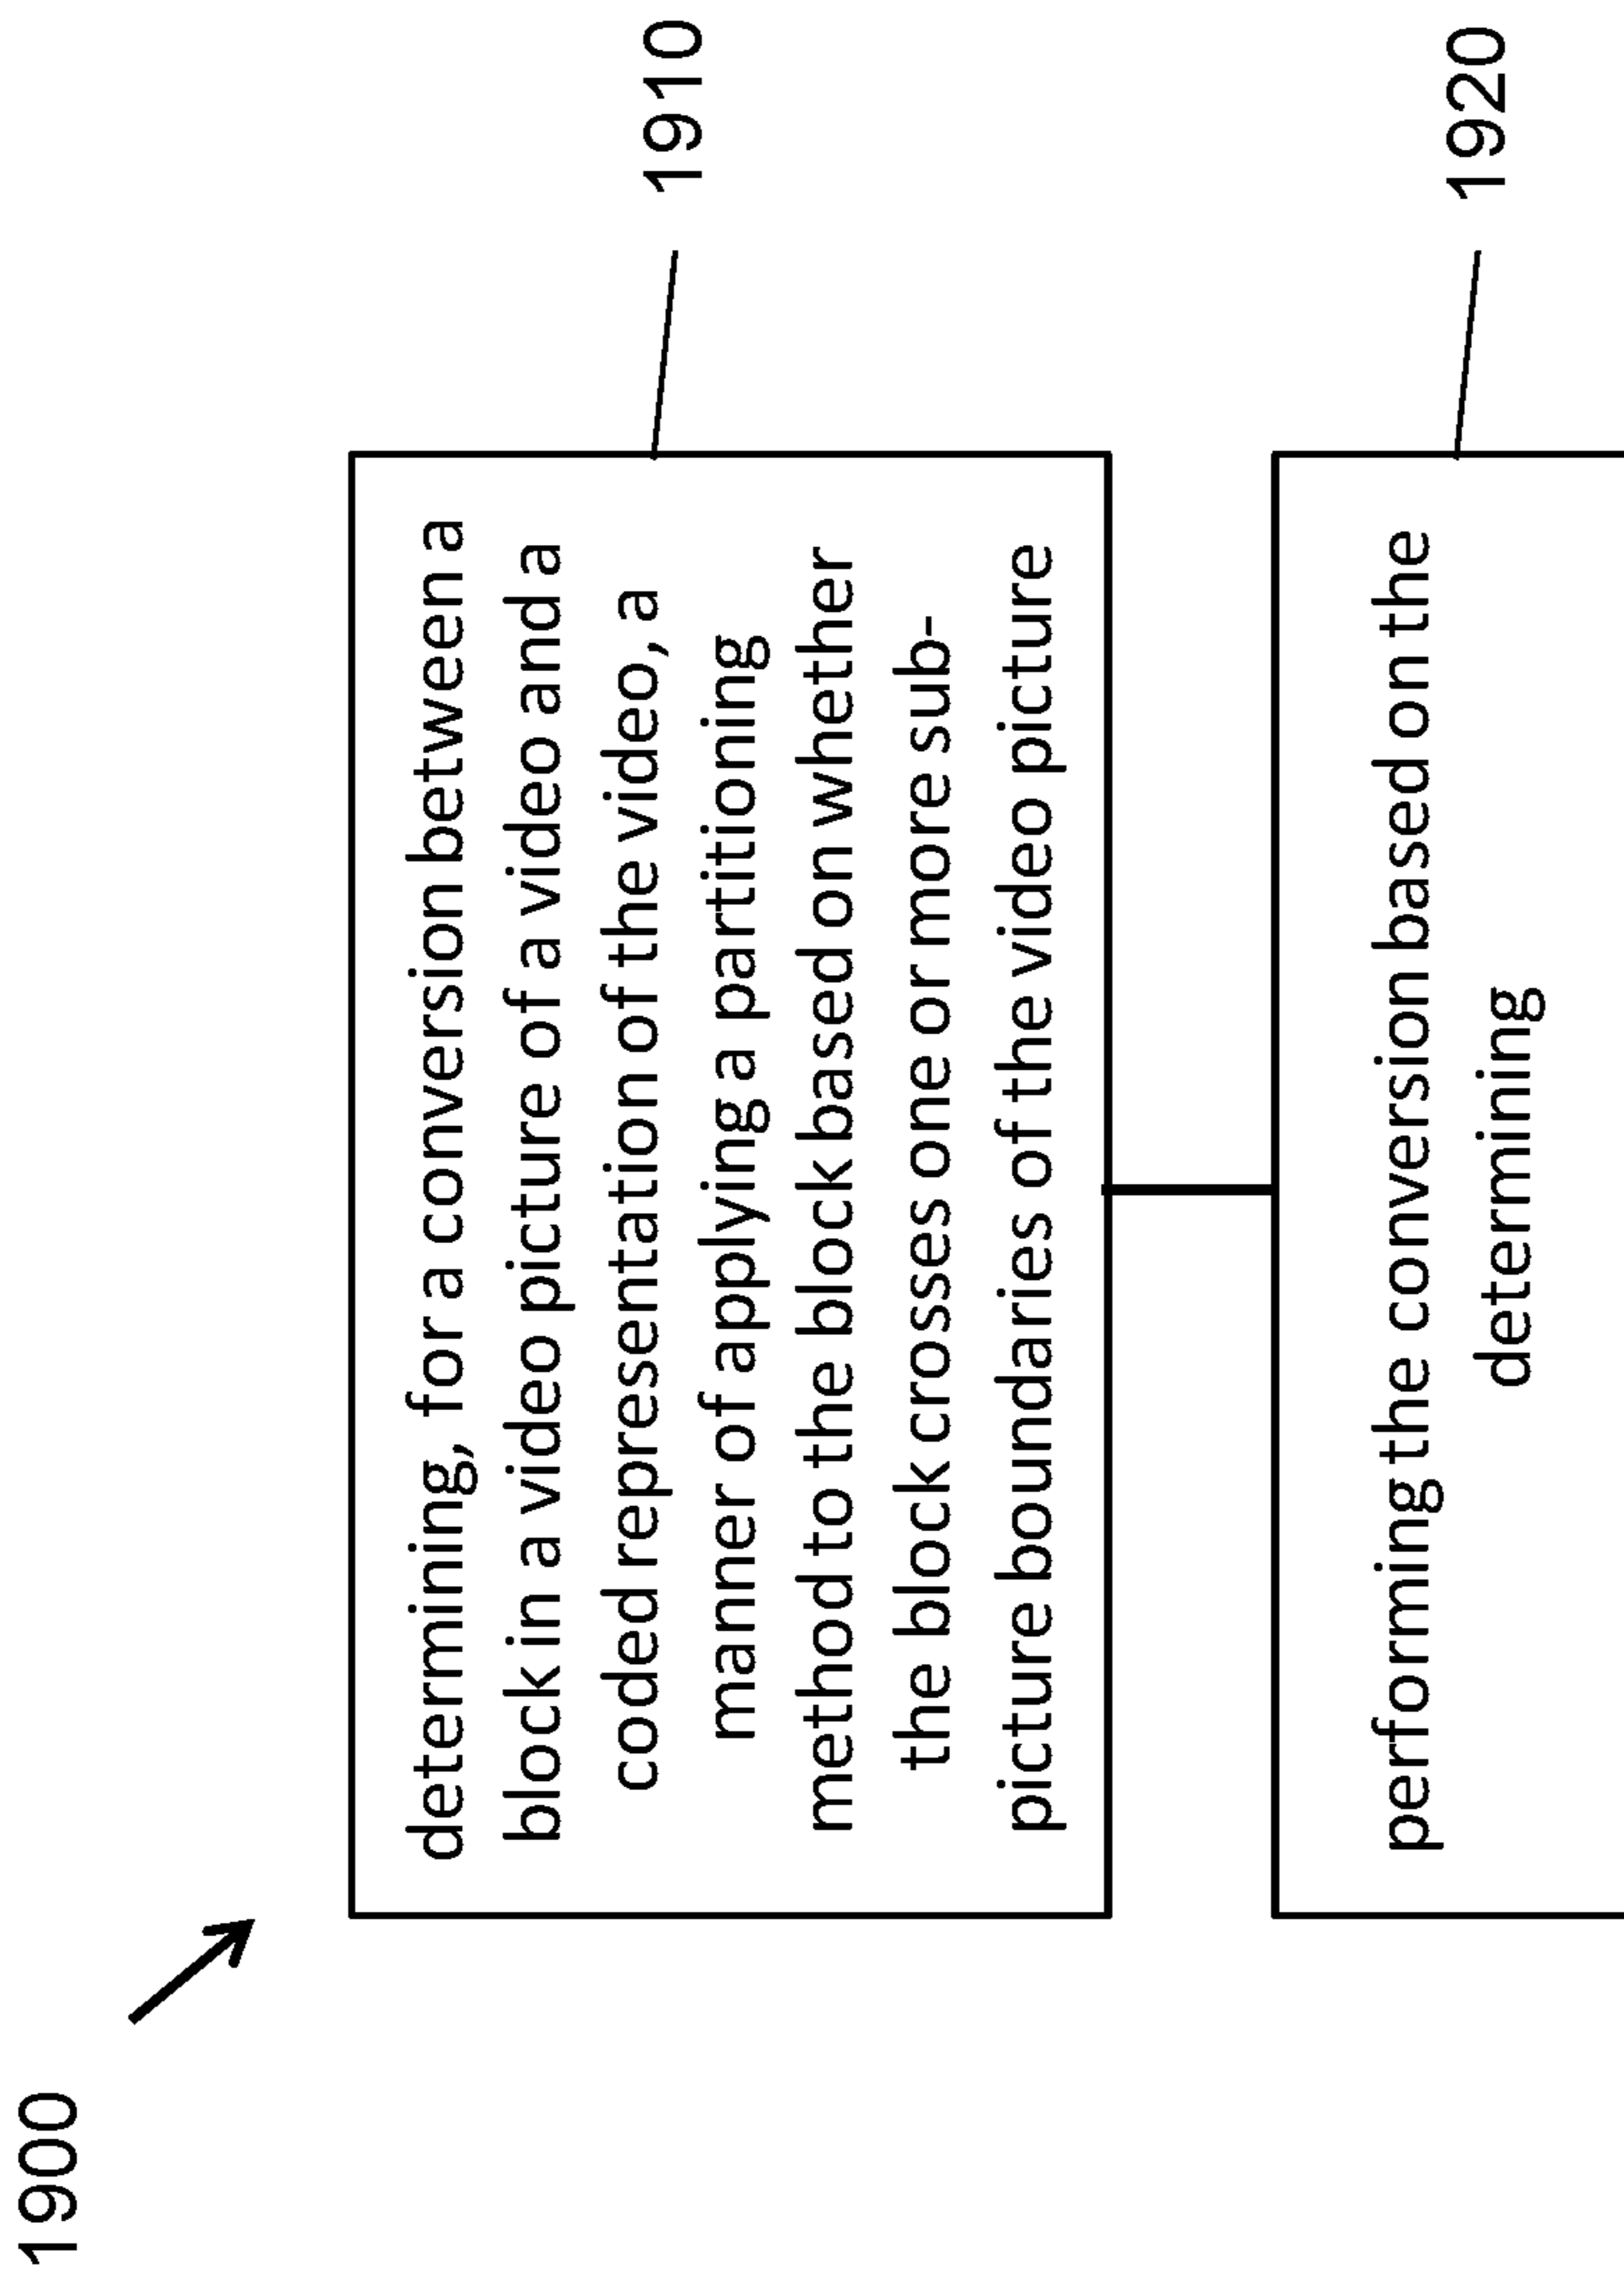 1900
determining, for a conversion between a
block in a video picture of a video and a
coded representation of the video, a
manner of applying a partitioning
method to the block based on whether
the block crosses one or more sub-
picture boundaries of the video picture
1910
performing the conversion based on the
determining
1920